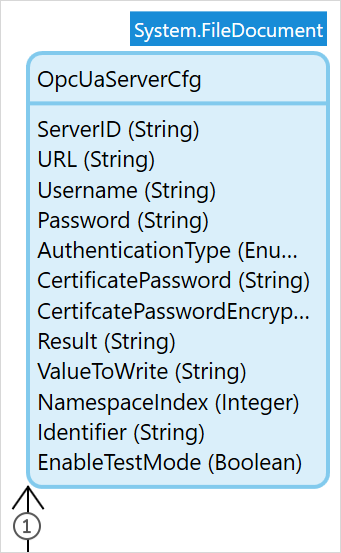 System.FileDocument
OpcUaServerCfg
ServerID (String)
URL (String)
Username (String)
Password (String)
AuthenticationType (Enu...
CertificatePassword (String)
CertifcatePasswordEncryp...
Result (String)
ValueToWrite (String)
NamespaceIndex (Integer)
Identifier (String)
EnableTestMode (Boolean)
1